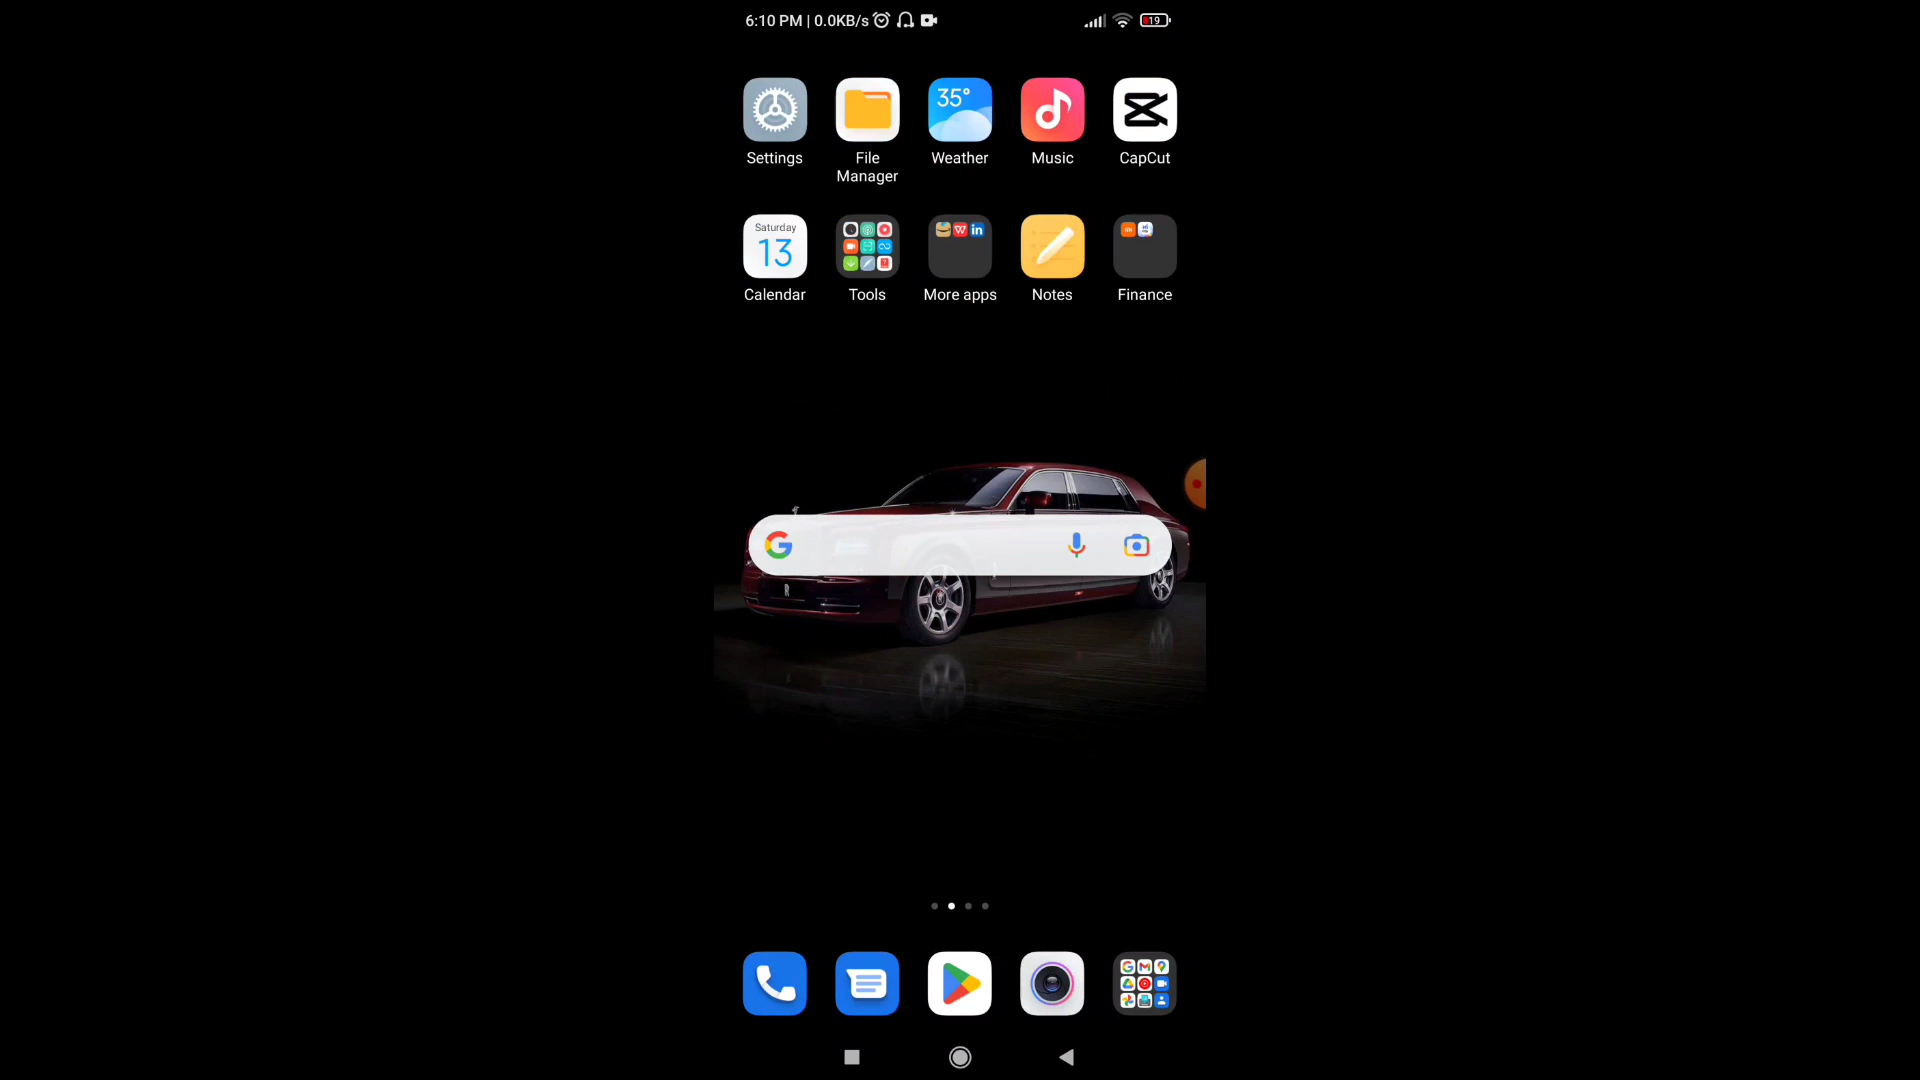 6:10 PM | 0.0KB/s
19
35°
Settings
File
Manager
Weather
Music
CapCut
Saturday
13
Calendar
Tools
More apps
Notes
Finance